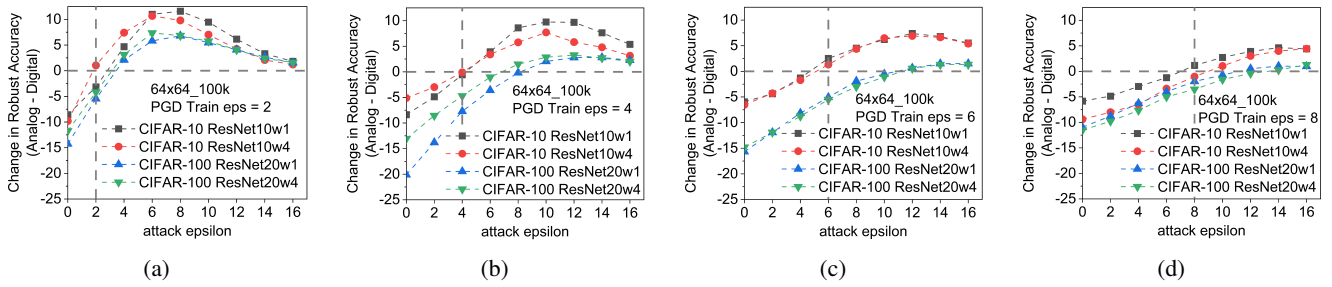 Change in Robust Accuracy
(Analog - Digital)
10
5
0
-5
-10
-15
-20
-25
64x64_100k
PGD Train eps = 2
CIFAR-10 ResNet10w1
CIFAR-10 ResNet10w4
CIFAR-100 ResNet20w1
CIFAR-100 ResNet20w4
0 2 4 6 8 10 12 14 16
attack epsilon
(a)
Change in Robust Accuracy
(Analog - Digital)
10
5
0
-5
-10
-15
-20
-25
64x64_100k
PGD Train eps = 4
CIFAR-10 ResNet10w1
CIFAR-10 ResNet10w4
CIFAR-100 ResNet20w1
CIFAR-100 ResNet20w4
0 2 4 6 8 10 12 14 16
attack epsilon
(b)
Change in Robust Accuracy
(Analog - Digital)
10
5
0
-5
-10
-15
-20
-25
64x64_100k
PGD Train eps = 6
CIFAR-10 ResNet10w1
CIFAR-10 ResNet10w4
CIFAR-100 ResNet20w1
CIFAR-100 ResNet20w4
0 2 4 6 8 10 12 14 16
attack epsilon
(c)
Change in Robust Accuracy
(Analog - Digital)
10
5
0
-5
-10
-15
-20
-25
64x64_100k
PGD Train eps = 8
CIFAR-10 ResNet10w1
CIFAR-10 ResNet10w4
CIFAR-100 ResNet20w1
CIFAR-100 ResNet20w4
0 2 4 6 8 10 12 14 16
attack epsilon
(d)